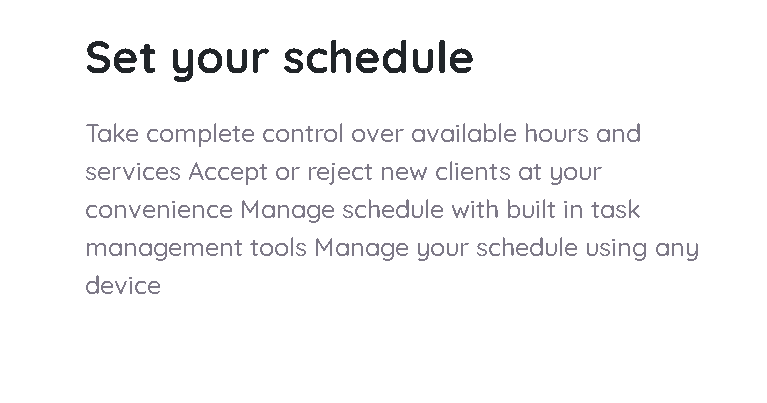 Set your schedule
Take complete control over available hours and
services Accept or reject new clients at your
convenience Manage schedule with built in task
management tools Manage your schedule using any
device